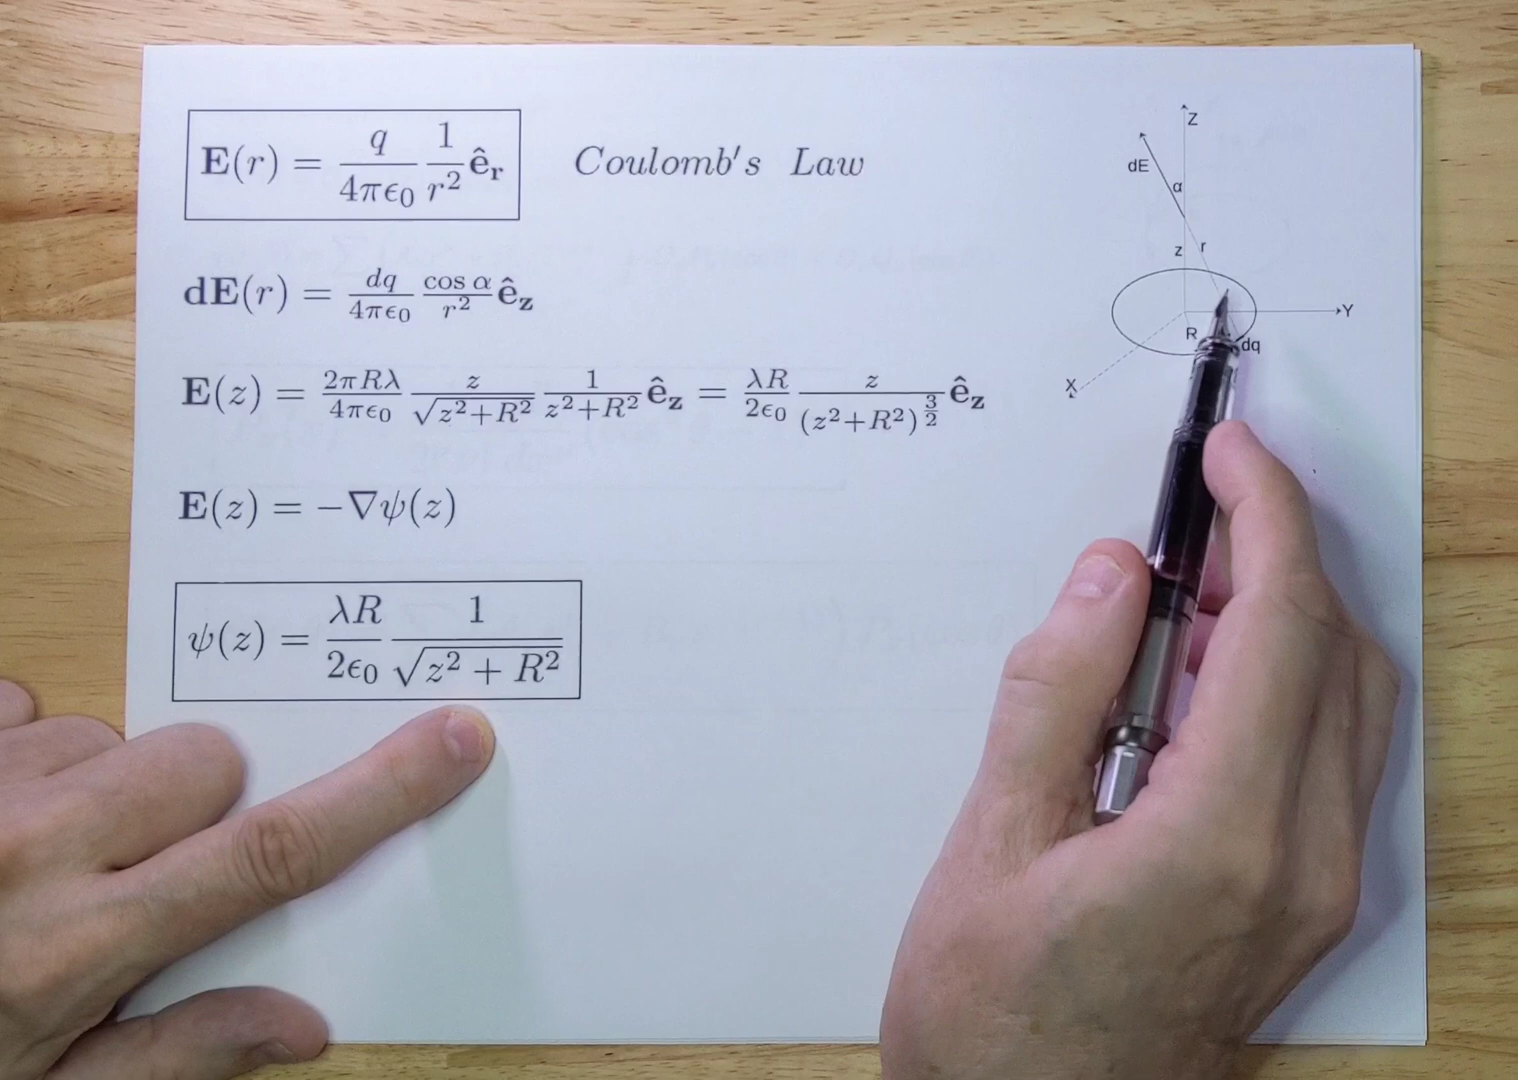 E(r) = q/(4πϵ₀) 1/r² ê_r Coulomb's Law
dE(r) = dq/(4πϵ₀) cos α/r² ê_z
E(z) = 2πRλ/(4πϵ₀) z/√(z²+R²) 1/(z²+R²) ê_z = λR/(2ϵ₀) z/(z²+R²)^(3/2) ê_z
E(z) = −∇ψ(z)
ψ(z) = λR/(2ϵ₀) 1/√(z² + R²)
Z
dE
α
z r
Y
R
dq
X